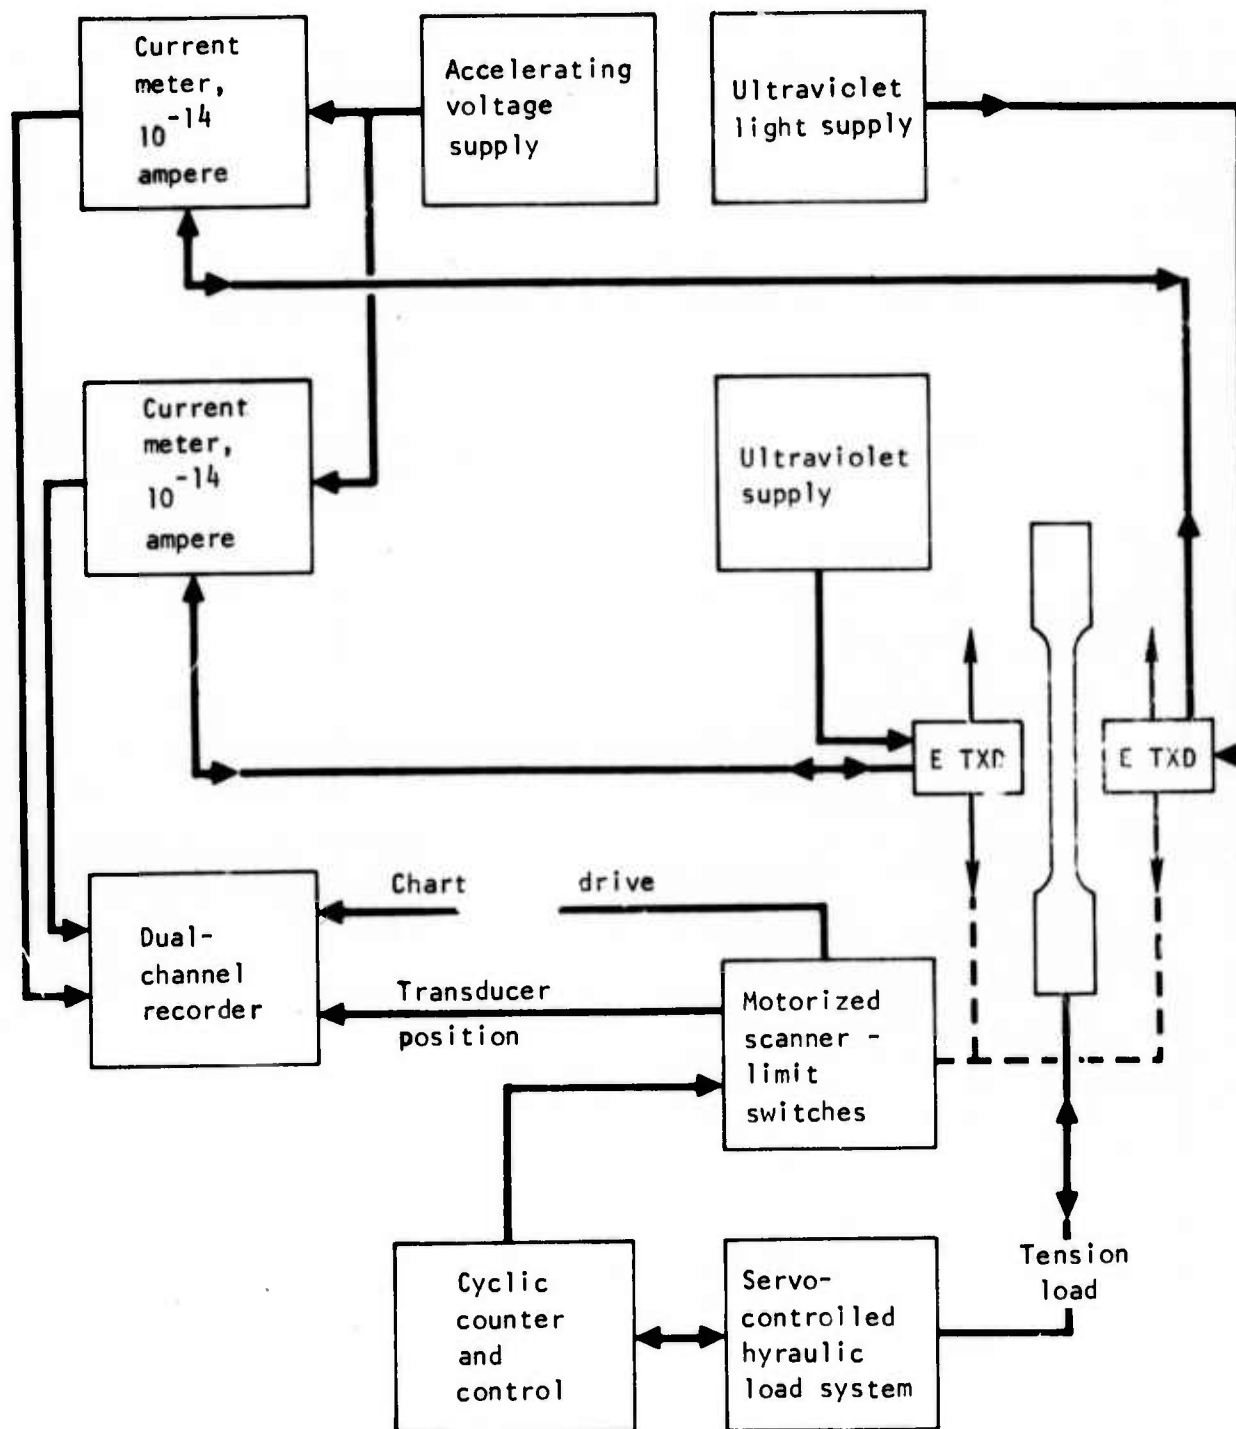 Current
meter,
10^-14
ampere
Accelerating
voltage
supply
Ultraviolet
light supply
Current
meter,
10^-14
ampere
Ultraviolet
supply
E TXD
E TXD
Chart drive
Dual-
channel
recorder
Transducer
position
Motorized
scanner -
limit
switches
Tension
load
Cyclic
counter
and
control
Servo-
controlled
hyraulic
load system